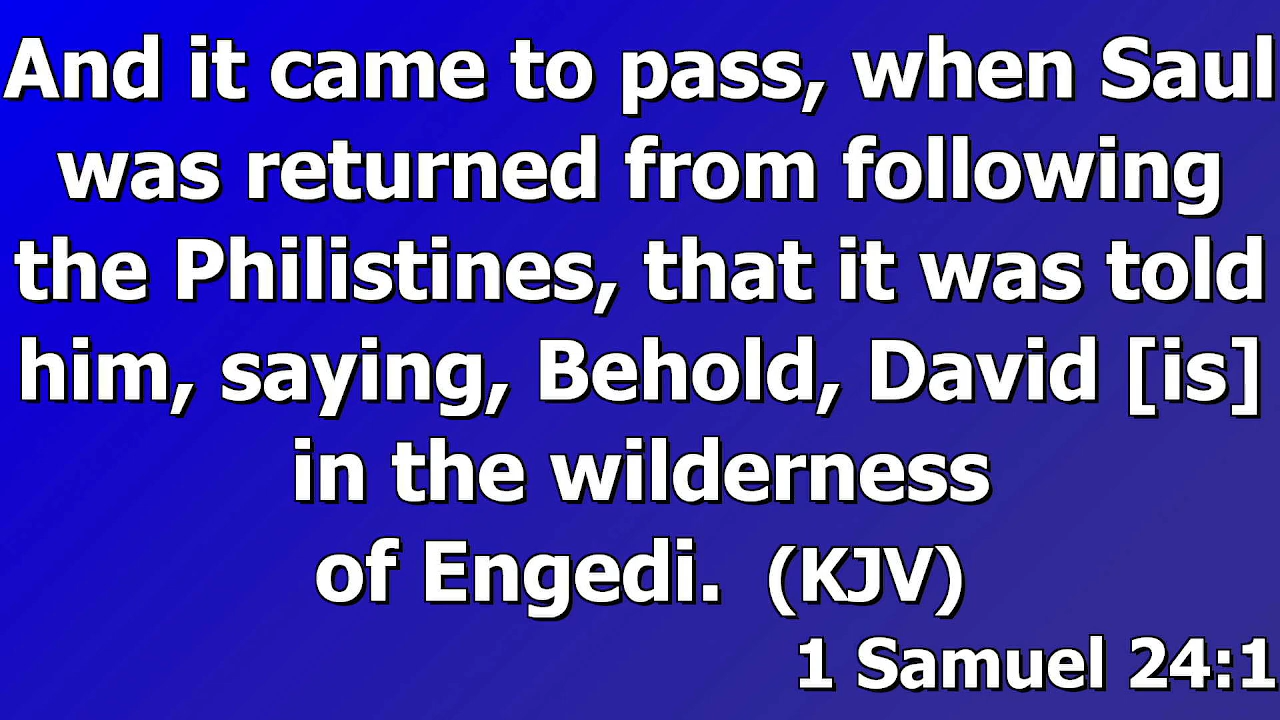 And it came to pass, when Saul
was returned from following
the Philistines, that it was told
him, saying, Behold, David [is]
in the wilderness
of Engedi. (KJV)
1 Samuel 24:1